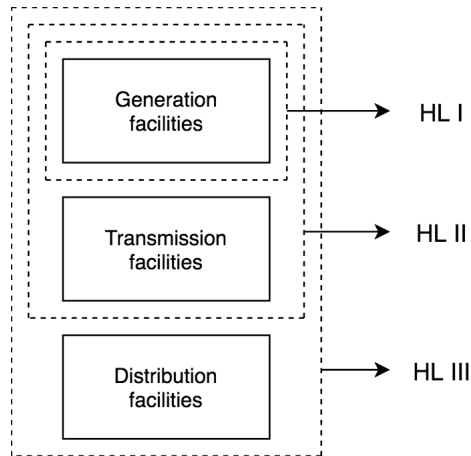 Generation
facilities
HL I
Transmission
facilities
HL II
Distribution
facilities
HL III